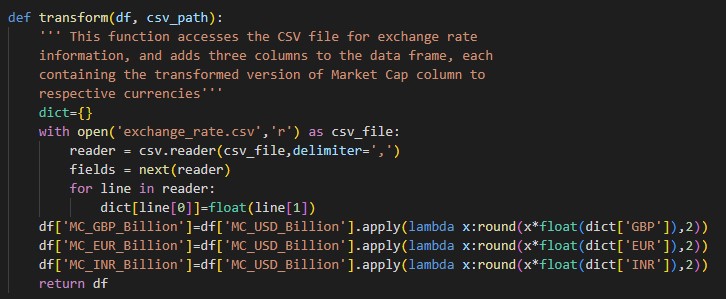 def transform(df, csv_path):
    ''' This function accesses the CSV file for exchange rate
    information, and adds three columns to the data frame, each
    containing the transformed version of Market Cap column to
    respective currencies'''
    dict={}
    with open('exchange_rate.csv','r') as csv_file:
        reader = csv.reader(csv_file,delimiter=',')
        fields = next(reader)
        for line in reader:
            dict[line[0]]=float(line[1])
    df['MC_GBP_Billion']=df['MC_USD_Billion'].apply(lambda x:round(x*float(dict['GBP']),2))
    df['MC_EUR_Billion']=df['MC_USD_Billion'].apply(lambda x:round(x*float(dict['EUR']),2))
    df['MC_INR_Billion']=df['MC_USD_Billion'].apply(lambda x:round(x*float(dict['INR']),2))
    return df